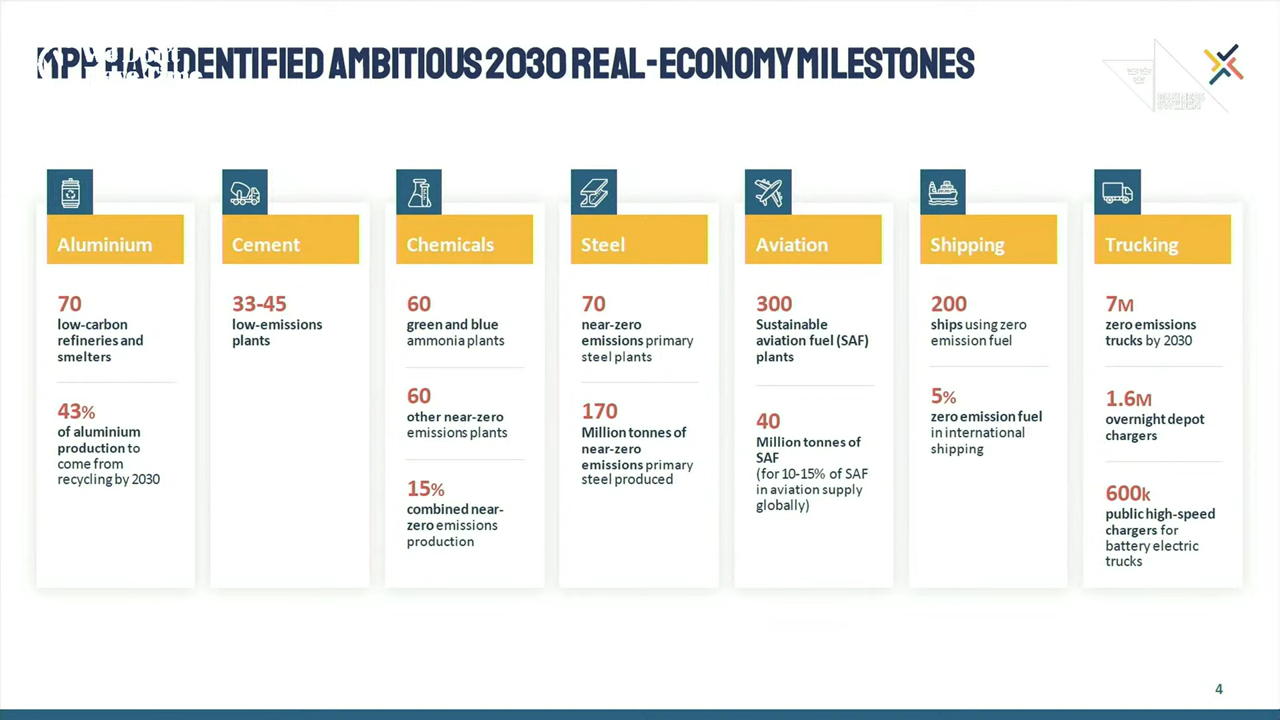 MPP HAS IDENTIFIED AMBITIOUS 2030 REAL-ECONOMY MILESTONES
Aluminium
70
low-carbon
refineries and
smelters
43%
of aluminium
production to
come from
recycling by 2030
Cement
33-45
low-emissions
plants
Chemicals
60
green and blue
ammonia plants
60
other near-zero
emissions plants
15%
combined near-
zero emissions
production
Steel
70
near-zero
emissions primary
steel plants
170
Million tonnes of
near-zero
emissions primary
steel produced
Aviation
300
Sustainable
aviation fuel (SAF)
plants
40
Million tonnes of
SAF
(for 10-15% of SAF
in aviation supply
globally)
Shipping
200
ships using zero
emission fuel
5%
zero emission fuel
in international
shipping
Trucking
7M
zero emissions
trucks by 2030
1.6M
overnight depot
chargers
600k
public high-speed
chargers for
battery electric
trucks
4